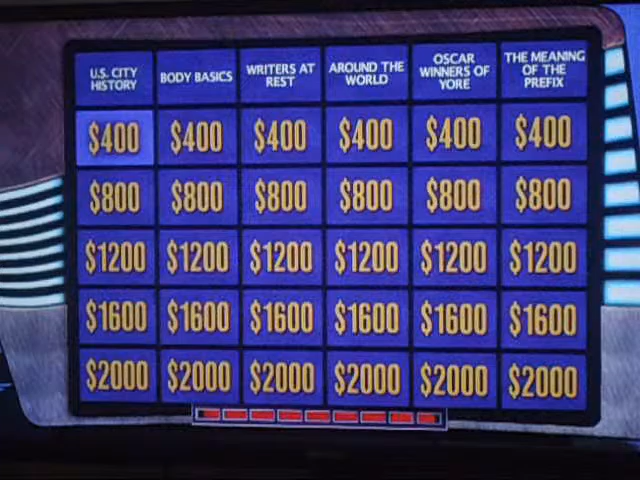 U.S. CITY
HISTORY
BODY BASICS
WRITERS AT
REST
AROUND THE
WORLD
OSCAR
WINNERS OF
YORE
THE MEANING
OF THE
PREFIX
$400 $400 $400 $400 $400 $400
$800 $800 $800 $800 $800 $800
$1200 $1200 $1200 $1200 $1200 $1200
$1600 $1600 $1600 $1600 $1600 $1600
$2000 $2000 $2000 $2000 $2000 $2000